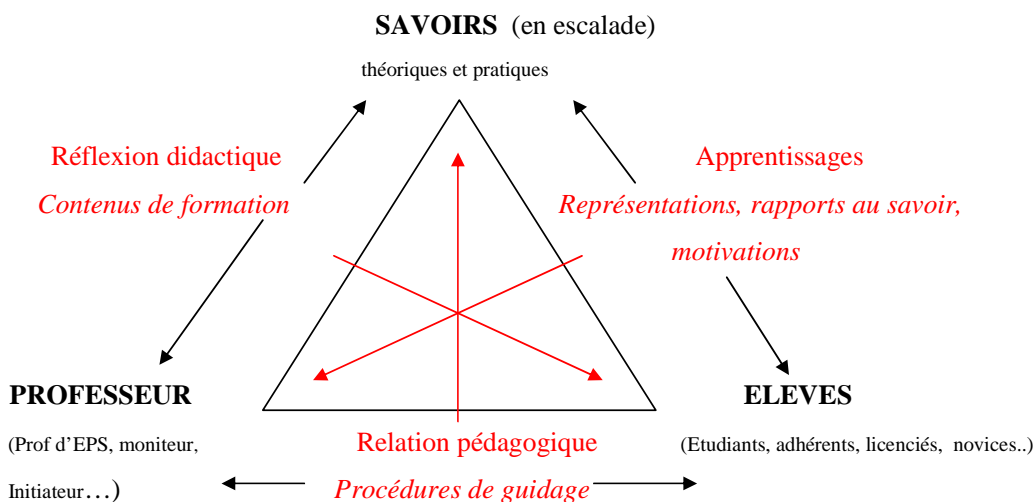 SAVOIRS (en escalade)
théoriques et pratiques
Réflexion didactique
Contenus de formation
Apprentissages
Représentations, rapports au savoir,
motivations
PROFESSEUR
(Prof d'EPS, moniteur,
Initiateur…)
ELEVES
(Etudiants, adhérents, licenciés, novices..)
Relation pédagogique
Procédures de guidage